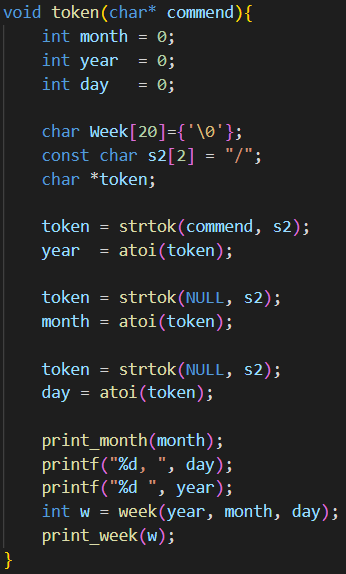 void token(char* commend){
    int month = 0;
    int year  = 0;
    int day   = 0;

    char Week[20]={'\0'};
    const char s2[2] = "/";
    char *token;

    token = strtok(commend, s2);
    year  = atoi(token);

    token = strtok(NULL, s2);
    month = atoi(token);

    token = strtok(NULL, s2);
    day = atoi(token);

    print_month(month);
    printf("%d, ", day);
    printf("%d ", year);
    int w = week(year, month, day);
    print_week(w);
}